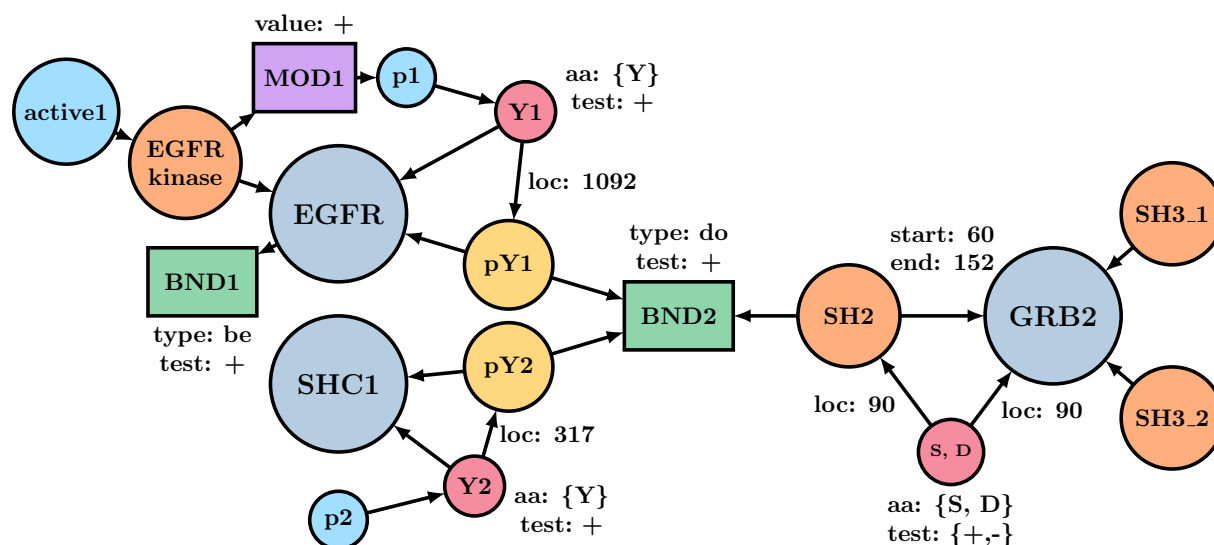 value: +
MOD1
p1
aa: {Y}
test: +
active1
Y1
EGFR
kinase
loc: 1092
EGFR
type: do
test: +
start: 60
end: 152
SH3_1
pY1
BND1
BND2
SH2
GRB2
type: be
test: +
SHC1
pY2
loc: 90
loc: 90
SH3_2
loc: 317
S, D
Y2
aa: {Y}
test: +
p2
aa: {S, D}
test: {+,-}